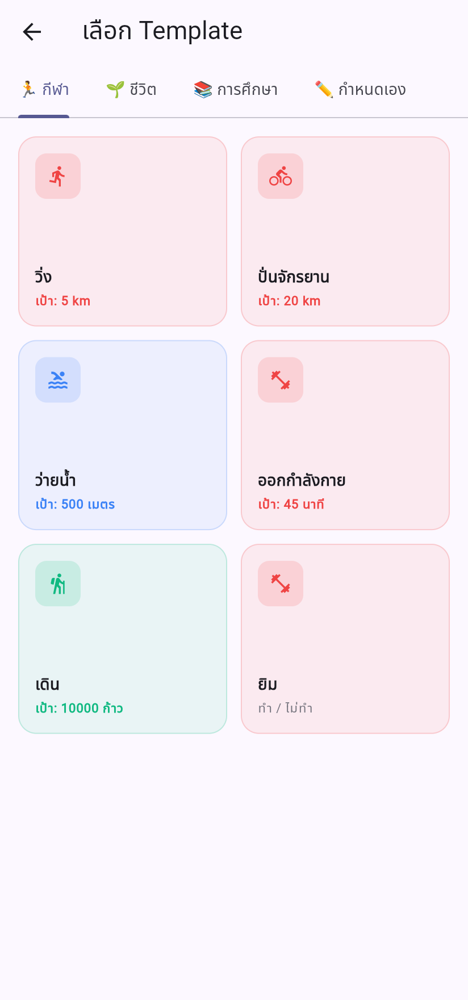 เลือก Template
🏃 กีฬา 🌱 ชีวิต 📚 การศึกษา ✏️ กำหนดเอง
วิ่ง
เป้า: 5 km
ปั่นจักรยาน
เป้า: 20 km
ว่ายน้ำ
เป้า: 500 เมตร
ออกกำลังกาย
เป้า: 45 นาที
เดิน
เป้า: 10000 ก้าว
ยิม
ทำ / ไม่ทำ